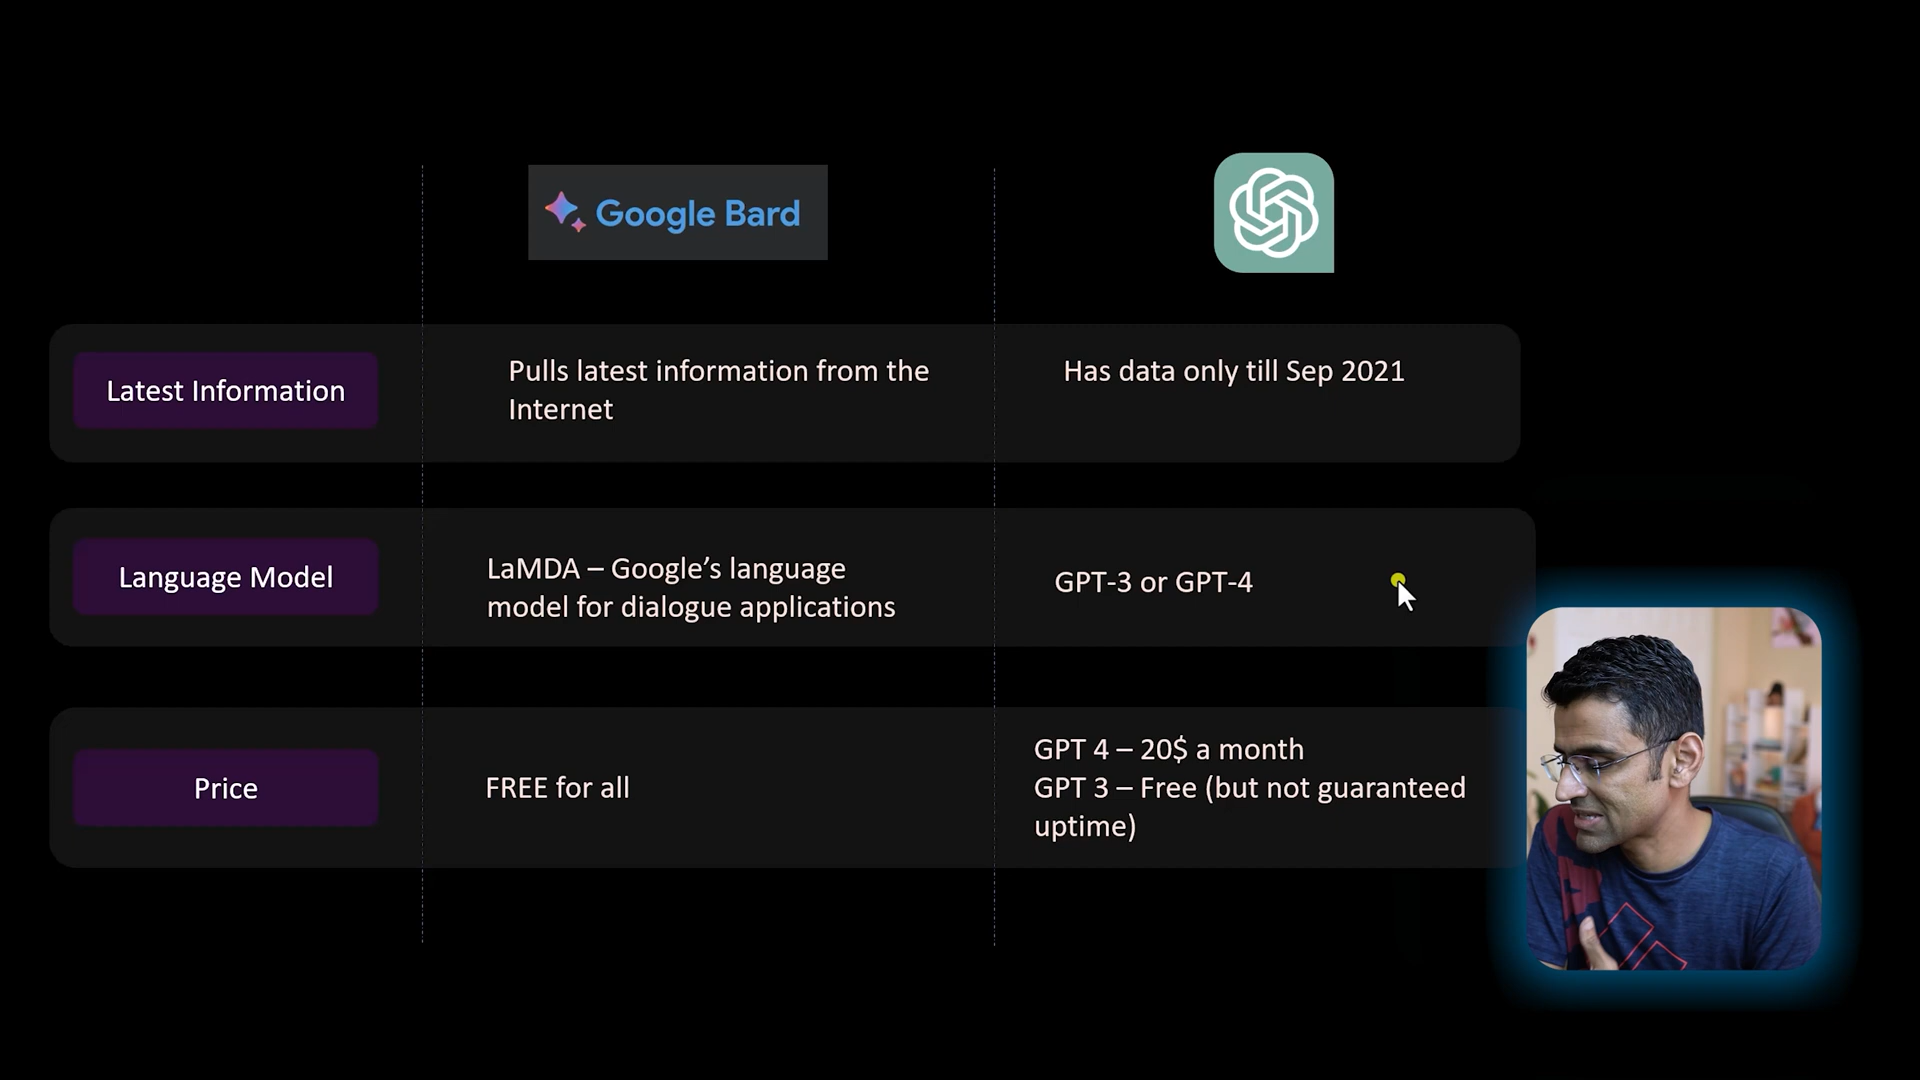 Google Bard
Latest Information
Pulls latest information from the
Internet
Has data only till Sep 2021
Language Model
LaMDA – Google’s language
model for dialogue applications
GPT-3 or GPT-4
Price
FREE for all
GPT 4 – 20$ a month
GPT 3 – Free (but not guaranteed
uptime)